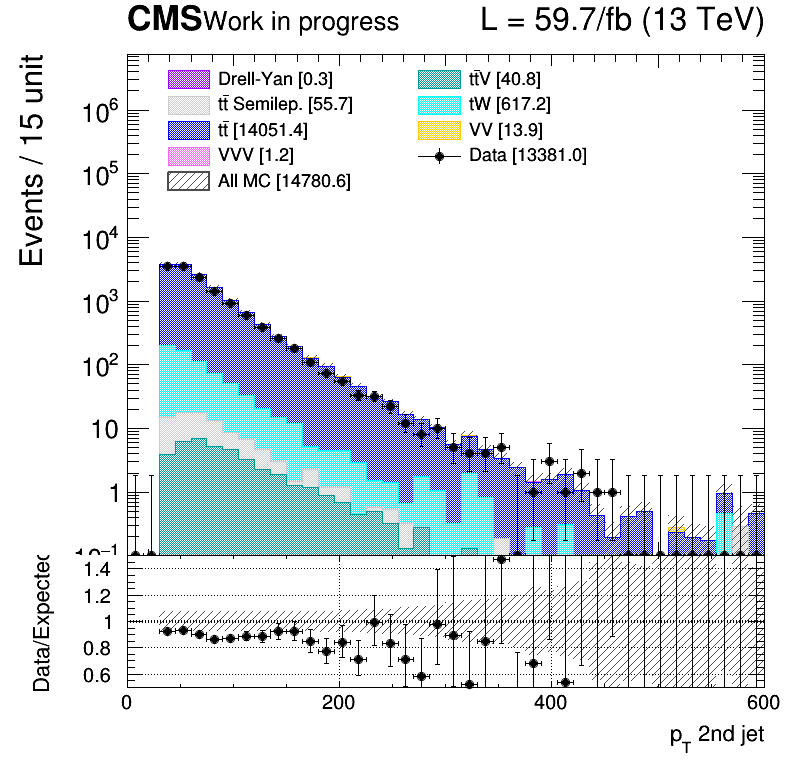 CMS Work in progress L = 59.7/fb (13 TeV)
Drell-Yan [0.3] tt̄V [40.8]
tt̄ Semilep. [55.7] tW [617.2]
tt̄ [14051.4] VV [13.9]
VVV [1.2] Data [13381.0]
All MC [14780.6]
Events / 15 unit
10⁶
10⁵
10⁴
10³
10²
10
1
10⁻¹
Data/Expected
1.4
1.2
1
0.8
0.6
0 200 400 600
p_T 2nd jet